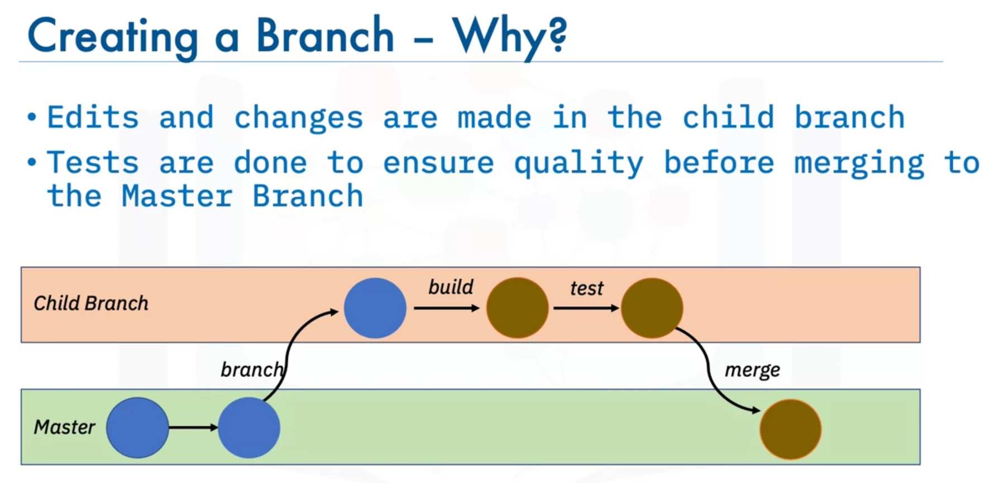 Creating a Branch – Why?
• Edits and changes are made in the child branch
• Tests are done to ensure quality before merging to
the Master Branch
Child Branch
build
test
branch
merge
Master